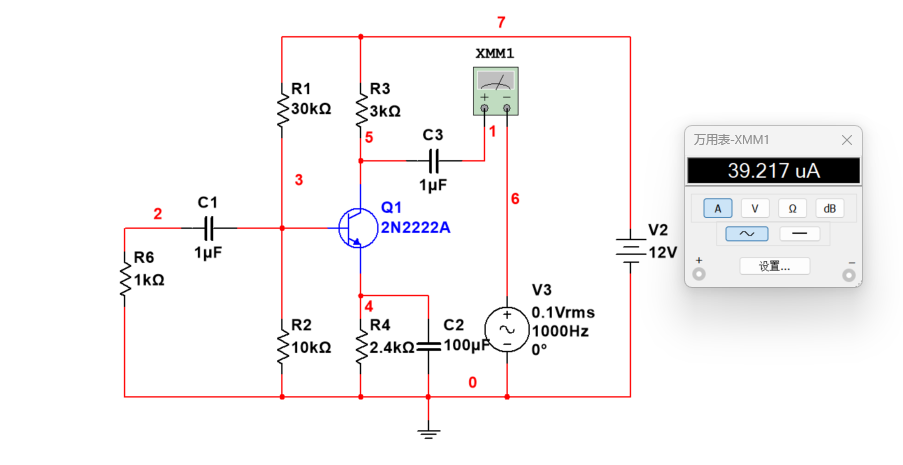 7
XMM1
R1
30kΩ
R3
3kΩ
5
C3
1µF
1
3
2
C1
1µF
Q1
2N2222A
6
R6
1kΩ
V2
12V
4
R2
10kΩ
R4
2.4kΩ
C2
100µF
V3
0.1Vrms
1000Hz
0°
0
万用表-XMM1
39.217 uA
A V Ω dB
设置...